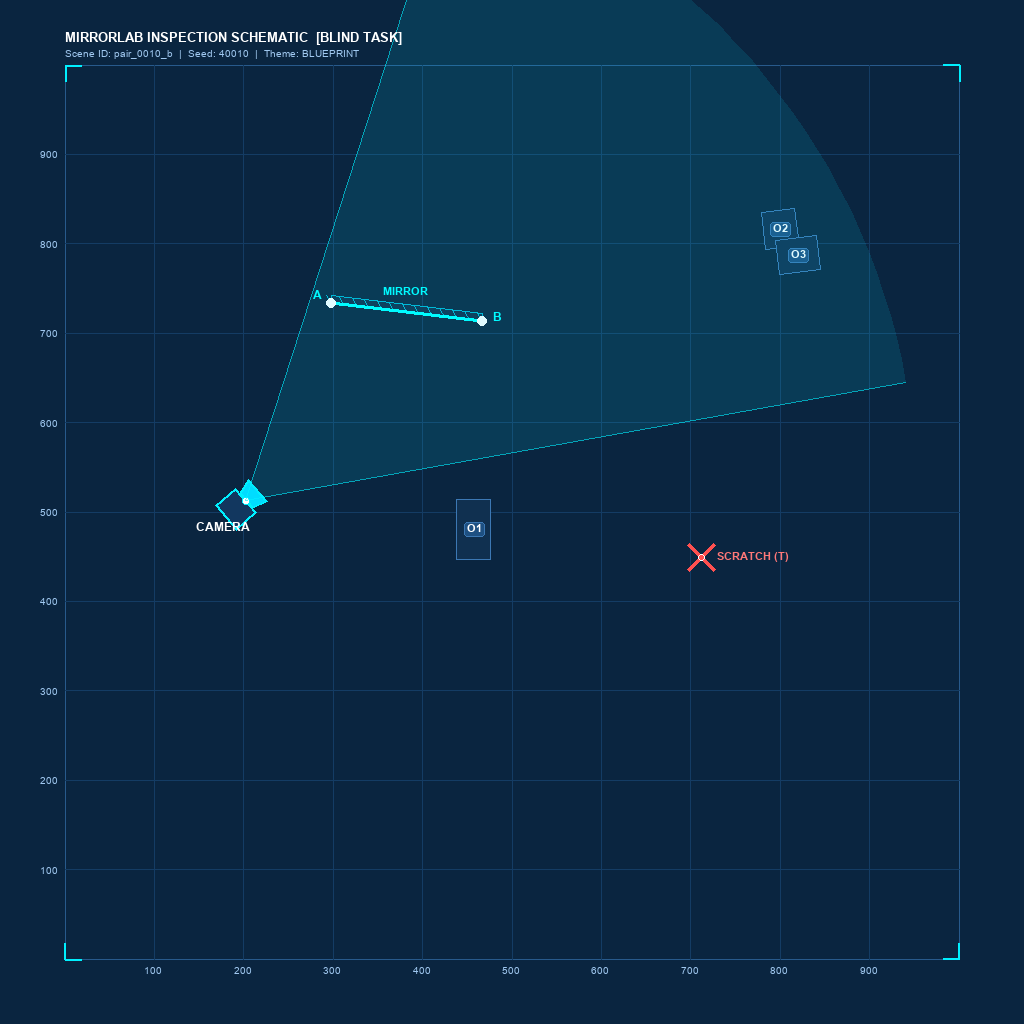 MIRRORLAB INSPECTION SCHEMATIC [BLIND TASK]
Scene ID: pair_0010_b | Seed: 40010 | Theme: BLUEPRINT
900
800
700
600
500
400
300
200
100
O2
O3
A
MIRROR
B
CAMERA
O1
SCRATCH (T)
100
200
300
400
500
600
700
800
900